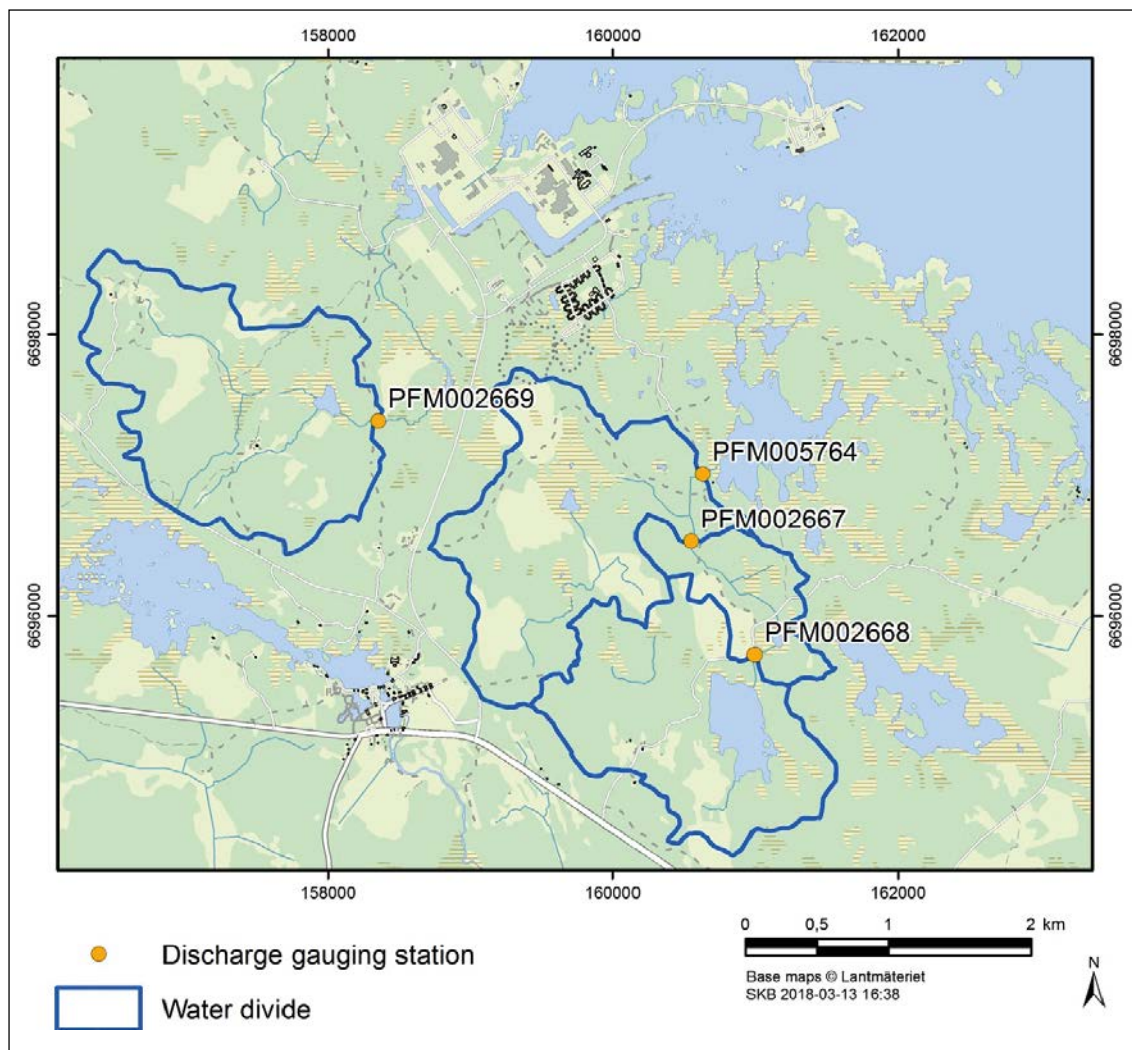 158000 160000 162000
6698000 6698000
PFM002669
PFM005764
PFM002667
6696000 6696000
PFM002668
158000 160000 162000
0 0,5 1 2 km
Discharge gauging station
Base maps © Lantmäteriet
SKB 2018-03-13 16:38
N
Water divide